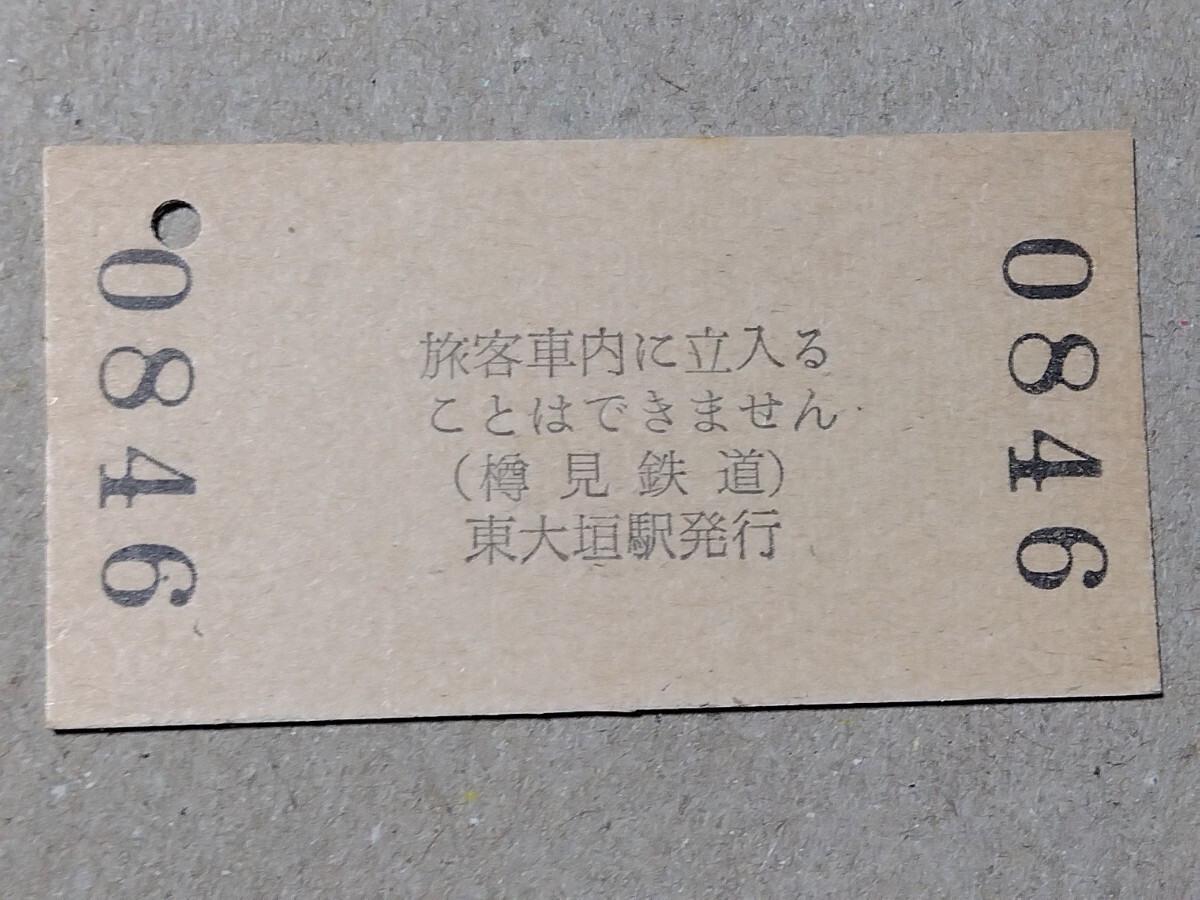 0846
旅客車内に立入る
ことはできません
(樽見鉄道)
東大垣駅発行
0846